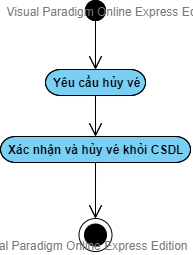 Visual Paradigm Online Express Edition
Yêu cầu hủy vé
Xác nhận và hủy vé khỏi CSDL
al Paradigm Online Express Edition